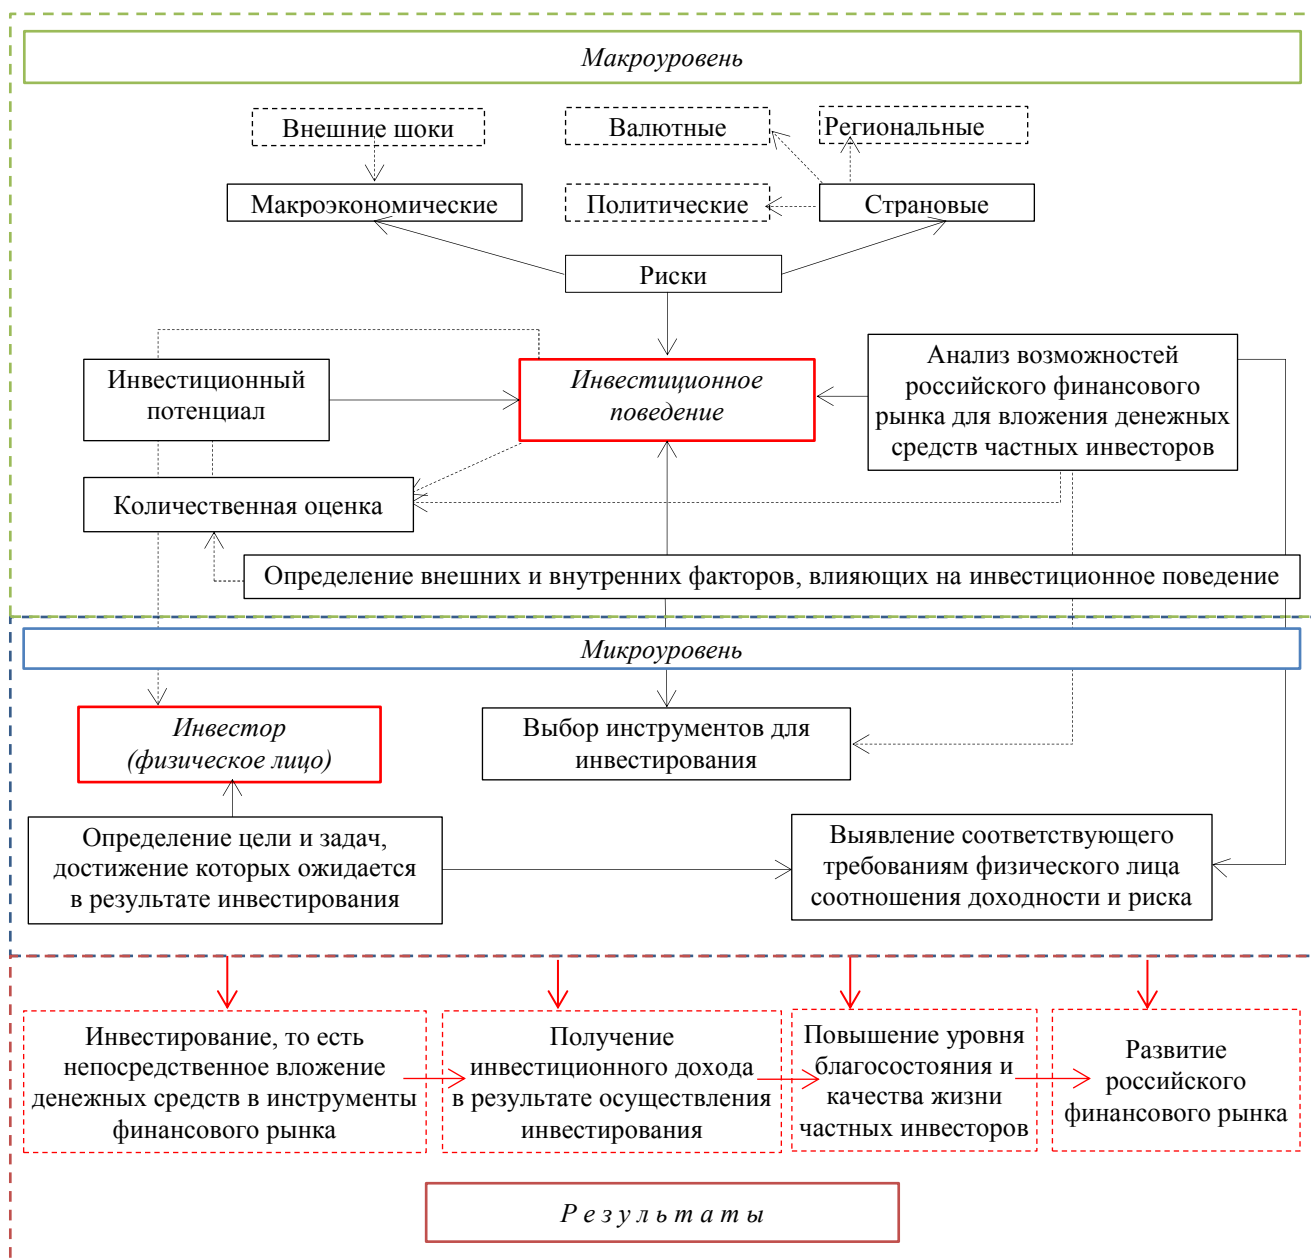 Макроуровень
Внешние шоки
Валютные
Региональные
Макроэкономические
Политические
Страновые
Риски
Инвестиционный
потенциал
Инвестиционное
поведение
Анализ возможностей
российского финансового
рынка для вложения денежных
средств частных инвесторов
Количественная оценка
Определение внешних и внутренних факторов, влияющих на инвестиционное поведение
Микроуровень
Инвестор
(физическое лицо)
Выбор инструментов для
инвестирования
Определение цели и задач,
достижение которых ожидается
в результате инвестирования
Выявление соответствующего
требованиям физического лица
соотношения доходности и риска
Инвестирование, то есть
непосредственное вложение
денежных средств в инструменты
финансового рынка
Получение
инвестиционного дохода
в результате осуществления
инвестирования
Повышение уровня
благосостояния и
качества жизни
частных инвесторов
Развитие
российского
финансового рынка
Р е з у л ь т а т ы